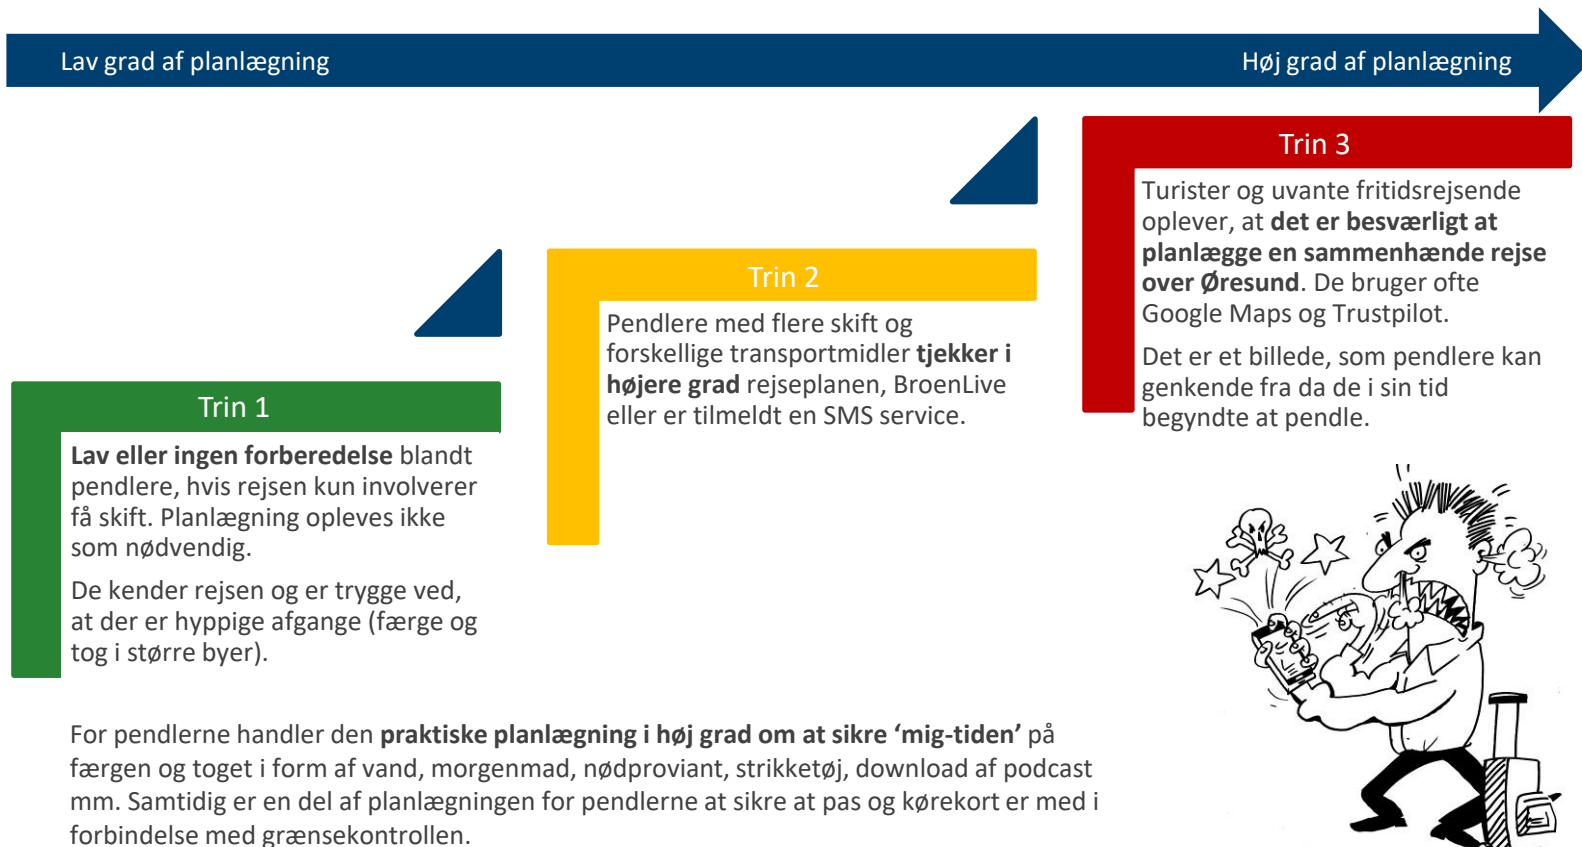 Lav grad af planlægning
Høj grad af planlægning
Trin 3
Turister og uvante fritidsrejsende
oplever, at det er besværligt at
planlægge en sammenhænde rejse
over Øresund. De bruger ofte
Google Maps og Trustpilot.
Det er et billede, som pendlere kan
genkende fra da de i sin tid
begyndte at pendle.
Trin 2
Pendlere med flere skift og
forskellige transportmidler tjekker i
højere grad rejseplanen, BroenLive
eller er tilmeldt en SMS service.
Trin 1
Lav eller ingen forberedelse blandt
pendlere, hvis rejsen kun involverer
få skift. Planlægning opleves ikke
som nødvendig.
De kender rejsen og er trygge ved,
at der er hyppige afgange (færge og
tog i større byer).
For pendlerne handler den praktiske planlægning i høj grad om at sikre ‘mig-tiden’ på
færgen og toget i form af vand, morgenmad, nødproviant, strikketøj, download af podcast
mm. Samtidig er en del af planlægningen for pendlerne at sikre at pas og kørekort er med i
forbindelse med grænsekontrollen.